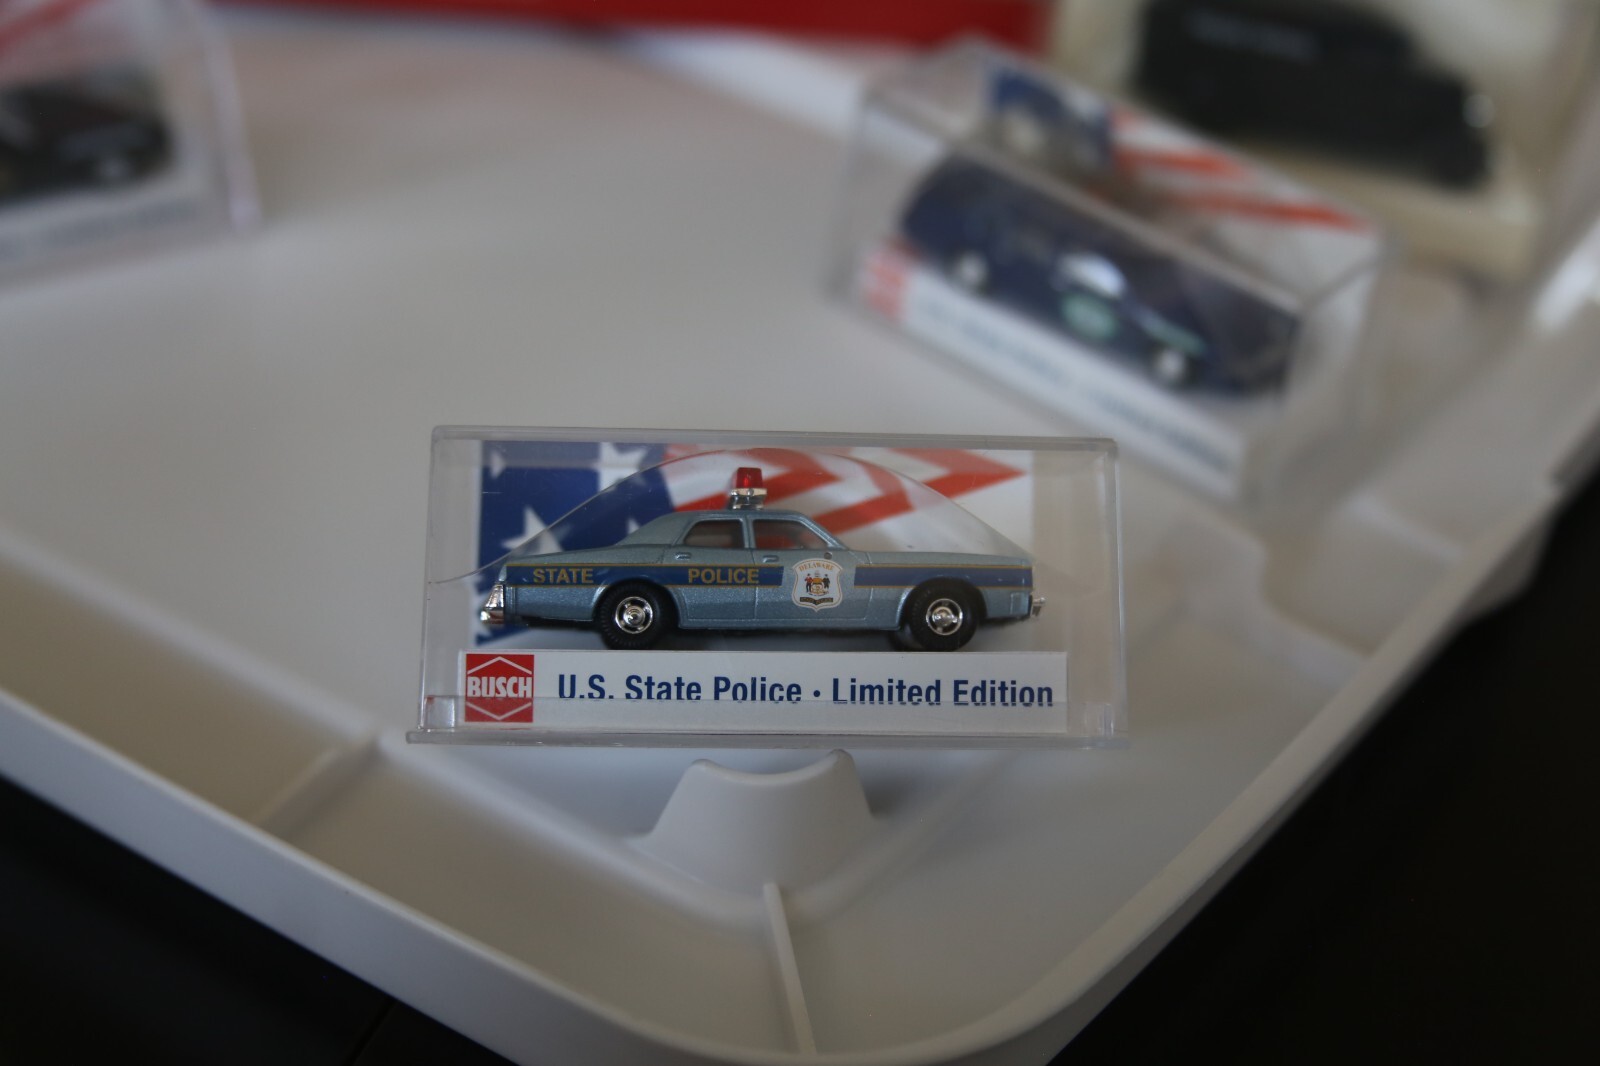 STATE POLICE
DELAWARE
BUSCH U.S. State Police · Limited Edition